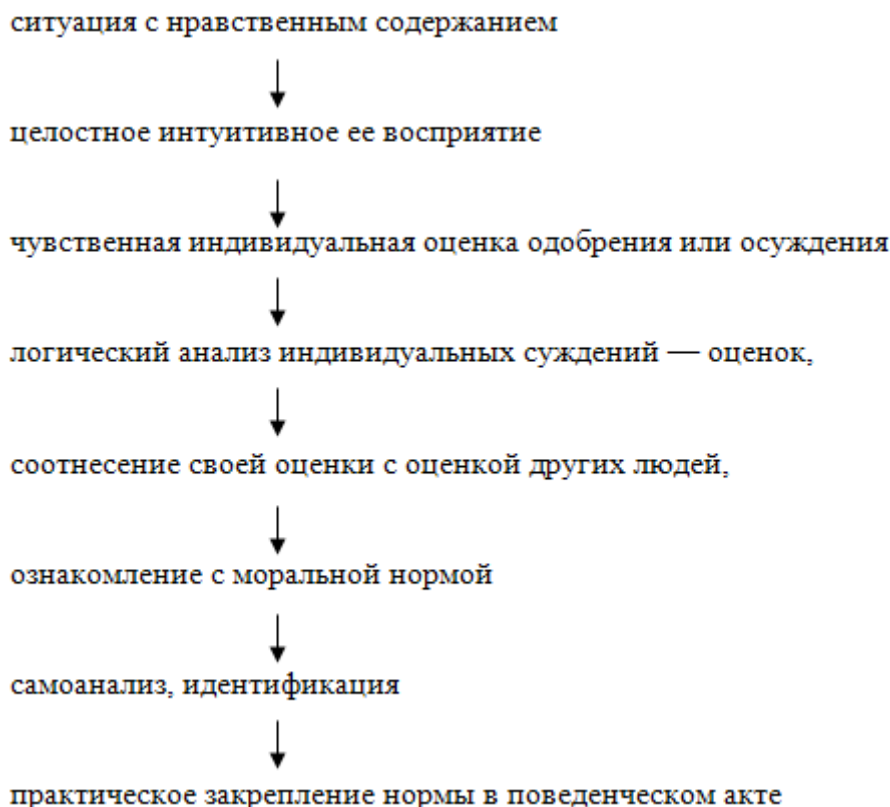 ситуация с нравственным содержанием
целостное интуитивное ее восприятие
чувственная индивидуальная оценка одобрения или осуждения
логический анализ индивидуальных суждений — оценок,
соотнесение своей оценки с оценкой других людей,
ознакомление с моральной нормой
самоанализ, идентификация
практическое закрепление нормы в поведенческом акте